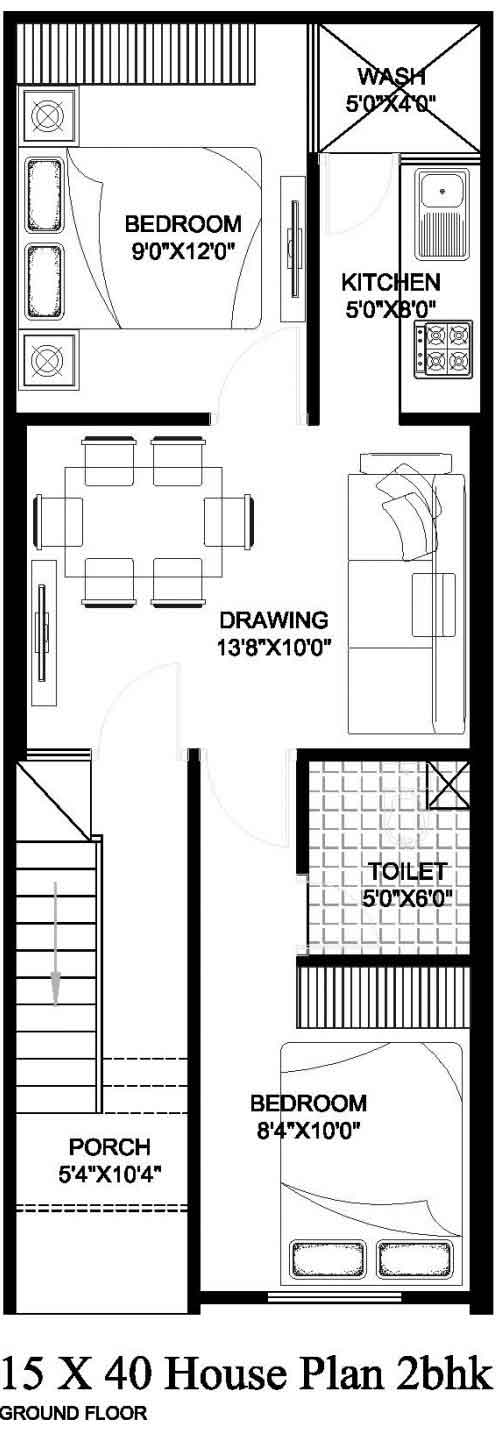 WASH
5'0"X4'0"
BEDROOM
9'0"X12'0"
KITCHEN
5'0"X8'0"
DRAWING
13'8"X10'0"
TOILET
5'0"X6'0"
BEDROOM
8'4"X10'0"
PORCH
5'4"X10'4"
15 X 40 House Plan 2bhk
GROUND FLOOR